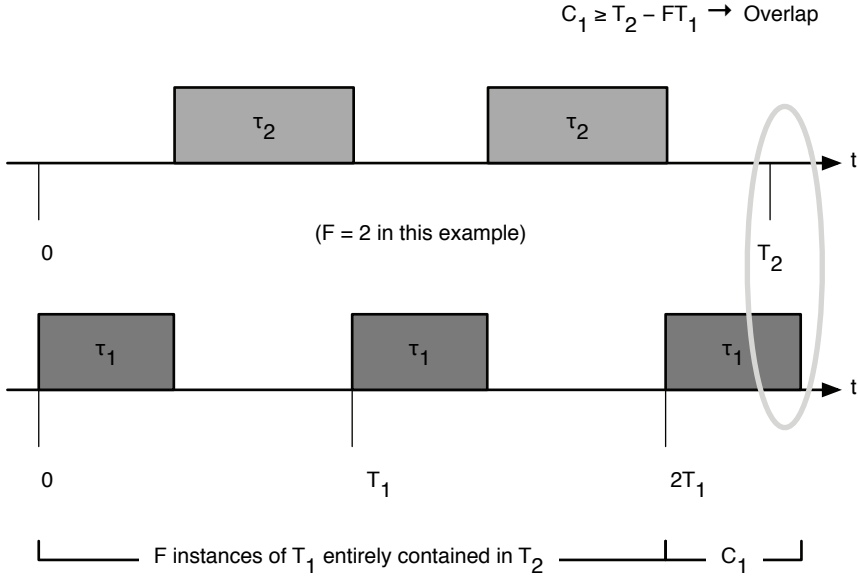 C₁ ≥ T₂ – FT₁ → Overlap
τ₂ τ₂
t
0 (F = 2 in this example) T₂
τ₁ τ₁ τ₁
t
0 T₁ 2T₁
F instances of T₁ entirely contained in T₂ C₁